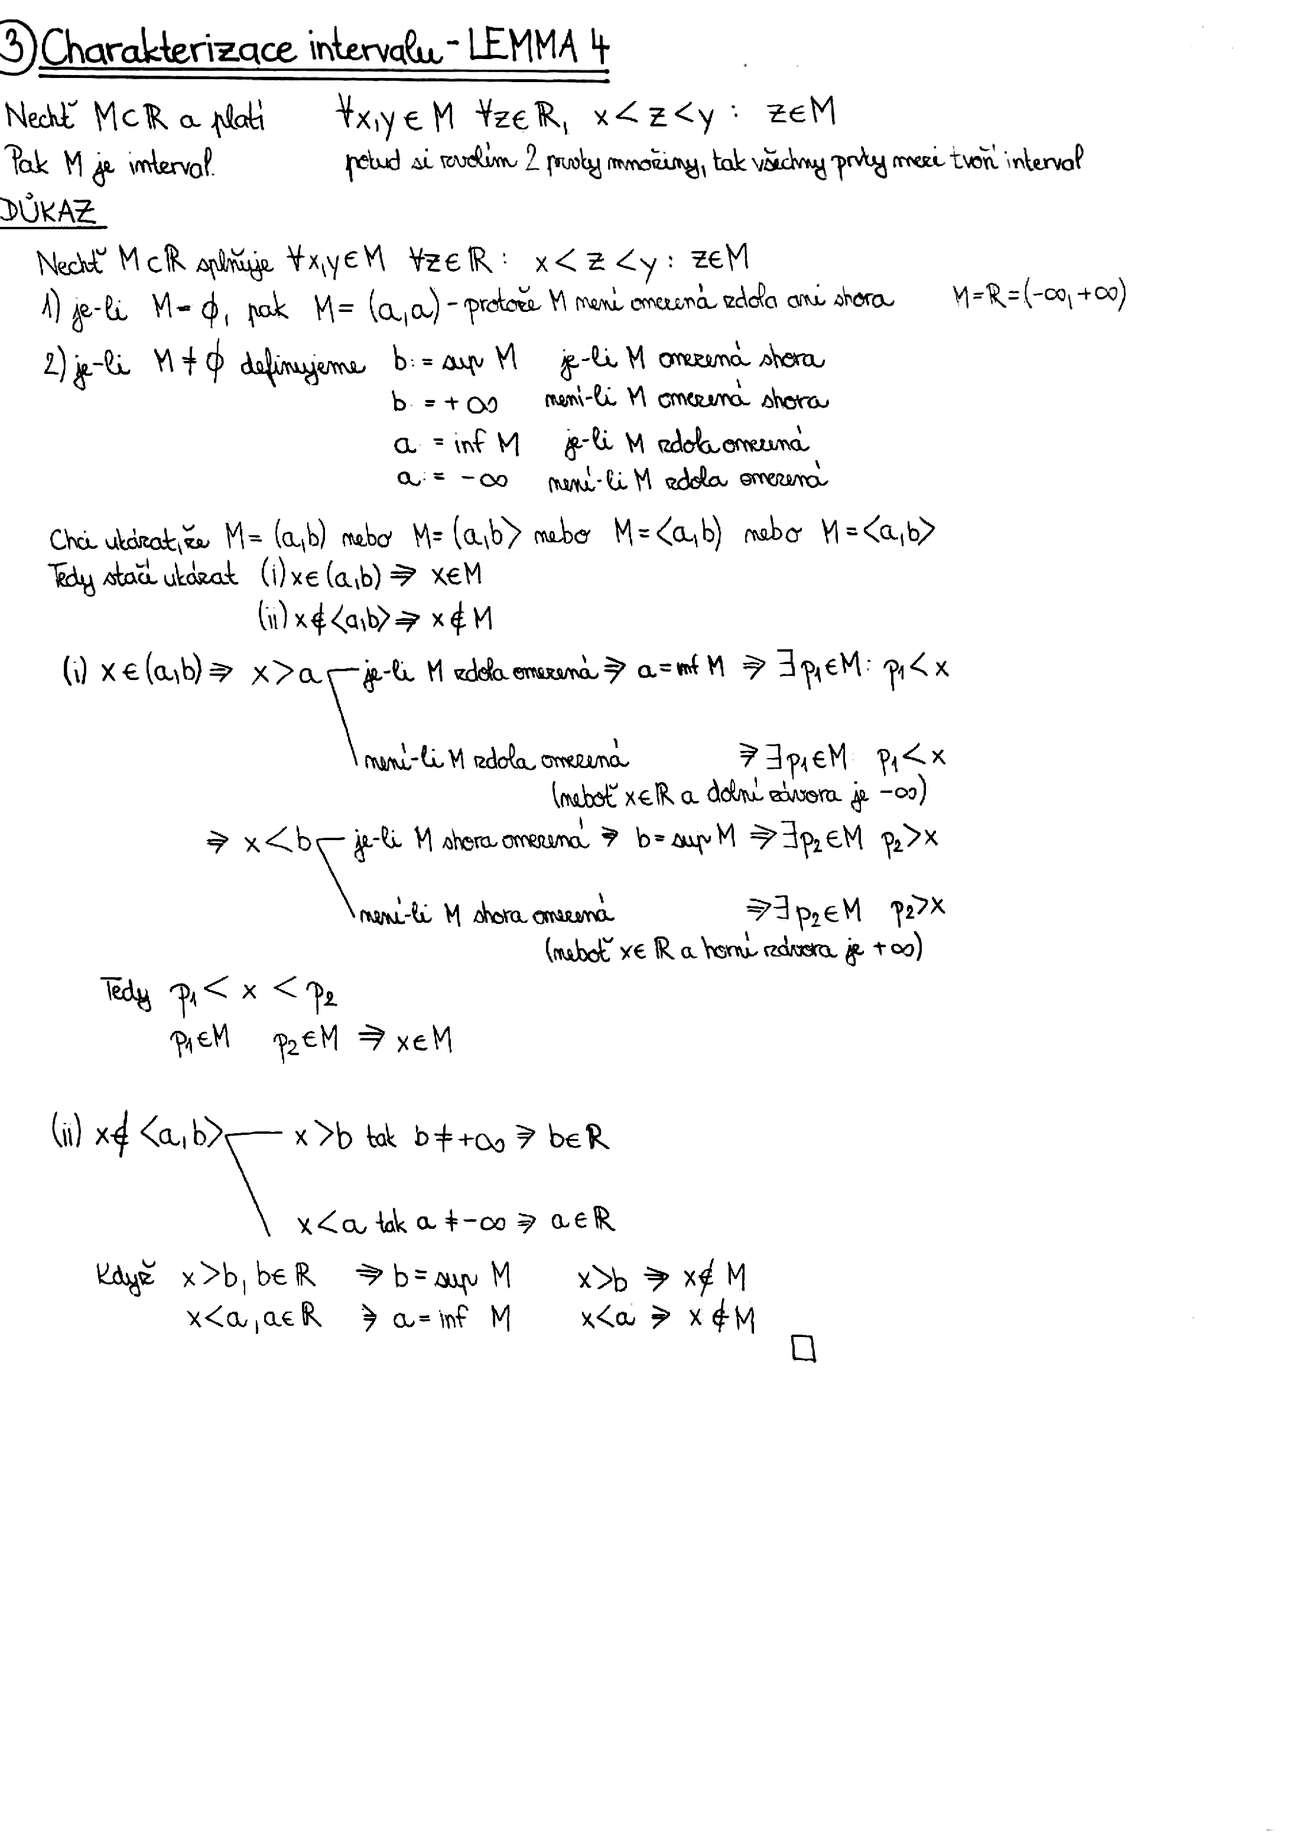 ③ Charakterizace intervalu - LEMMA 4
Nechť M⊂ℝ a platí ∀x,y∈M ∀z∈ℝ, x<z<y : z∈M
Pak M je interval. pokud si zvolím 2 prvky množiny, tak všechny prvky mezi tvoří interval
DŮKAZ
Nechť M⊂ℝ splňuje ∀x,y∈M ∀z∈ℝ : x<z<y : z∈M
1) je-li M=∅, pak M=(a,a) - protože M není omezená zdola ani shora M=ℝ=(-∞,+∞)
2) je-li M≠∅ definujeme b:=sup M je-li M omezená shora
b:=+∞ není-li M omezená shora
a:=inf M je-li M zdola omezená
a:=-∞ není-li M zdola omezená
Chci ukázat, že M=(a,b) nebo M=(a,b> nebo M=<a,b) nebo M=<a,b>
Tedy stačí ukázat (i) x∈(a,b) ⇒ x∈M
(ii) x∉<a,b> ⇒ x∉M
(i) x∈(a,b) ⇒ x>a je-li M zdola omezená ⇒ a=inf M ⇒ ∃p₁∈M: p₁<x
není-li M zdola omezená ⇒ ∃p₁∈M p₁<x
(neboť x∈ℝ a dolní závora je -∞)
⇒ x<b je-li M shora omezená ⇒ b=sup M ⇒ ∃p₂∈M p₂>x
není-li M shora omezená ⇒ ∃p₂∈M p₂>x
(neboť x∈ℝ a horní závora je +∞)
Tedy p₁<x<p₂
p₁∈M p₂∈M ⇒ x∈M
(ii) x∉<a,b> x>b tak b≠+∞ ⇒ b∈ℝ
x<a tak a≠-∞ ⇒ a∈ℝ
Když x>b, b∈ℝ ⇒ b=sup M x>b ⇒ x∉M
x<a, a∈ℝ ⇒ a=inf M x<a ⇒ x∉M
□